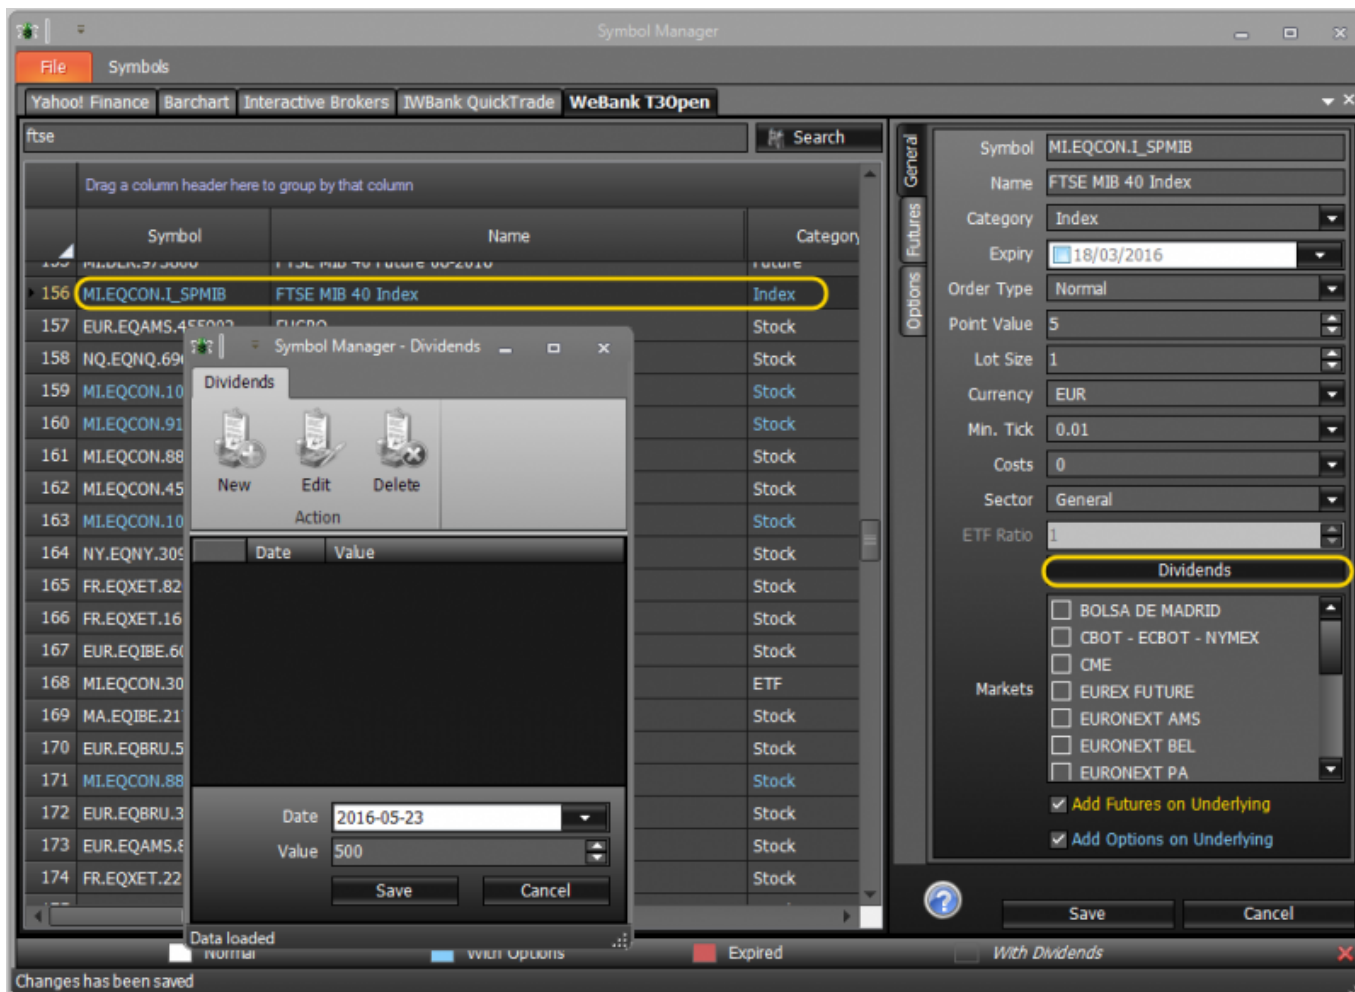 Symbol Manager
File Symbols
Yahoo! Finance Barchart Interactive Brokers IWBank QuickTrade WeBank T3Open
ftse Search
Drag a column header here to group by that column
Symbol Name Category
156 MI.EQCON.I_SPMIB FTSE MIB 40 Index Index
157 EUR.EQAMS.455002 FUGRO Stock
158 NQ.EQNQ.69 Stock
159 MI.EQCON.10 Stock
160 MI.EQCON.91 Stock
161 MI.EQCON.88 Stock
162 MI.EQCON.45 Stock
163 MI.EQCON.10 Stock
164 NY.EQNY.309 Stock
165 FR.EQXET.82 Stock
166 FR.EQXET.16 Stock
167 EUR.EQIBE.60 Stock
168 MI.EQCON.30 ETF
169 MA.EQIBE.21 Stock
170 EUR.EQBRU.5 Stock
171 MI.EQCON.88 Stock
172 EUR.EQBRU.3 Stock
173 EUR.EQAMS.8 Stock
174 FR.EQXET.22 Stock
Symbol Manager - Dividends
Dividends
New Edit Delete
Action
Date Value
Date 2016-05-23
Value 500
Save Cancel
Data loaded
General
Futures
Options
Symbol MI.EQCON.I_SPMIB
Name FTSE MIB 40 Index
Category Index
Expiry 18/03/2016
Order Type Normal
Point Value 5
Lot Size 1
Currency EUR
Min. Tick 0.01
Costs 0
Sector General
ETF Ratio 1
Dividends
Markets
BOLSA DE MADRID
CBOT - ECBOT - NYMEX
CME
EUREX FUTURE
EURONEXT AMS
EURONEXT BEL
EURONEXT PA
Add Futures on Underlying
Add Options on Underlying
Save Cancel
Normal With Options Expired With Dividends
Changes has been saved